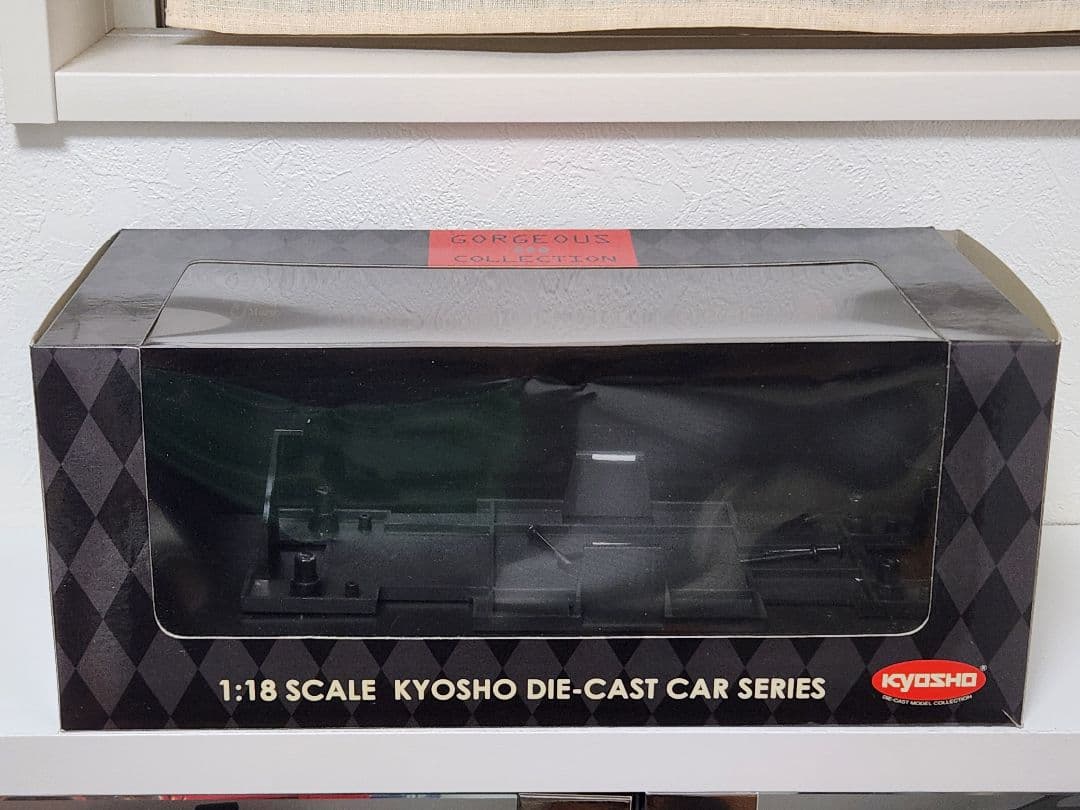 GORGEOUS
COLLECTION
1:18 SCALE KYOSHO DIE-CAST CAR SERIES
KYOSHO®
DIE-CAST MODEL COLLECTION